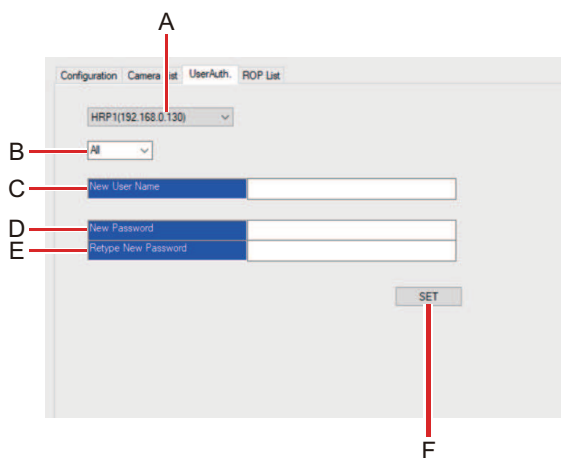 A
Configuration Camera List UserAuth. ROP List
HRP1(192.168.0.130)
B All
C New User Name
D New Password
E Retype New Password
SET
F